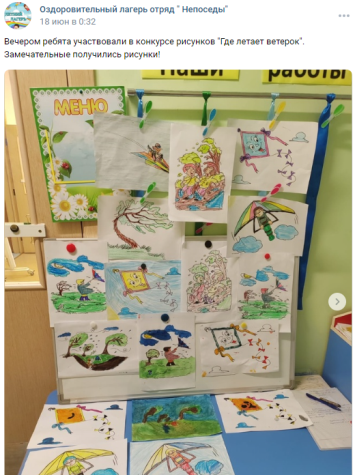 Оздоровительный лагерь отряд " Непоседы"
18 июн в 0:32
Вечером ребята участвовали в конкурсе рисунков "Где летает ветерок".
Замечательные получились рисунки!
Наши работы
МЕНЮ